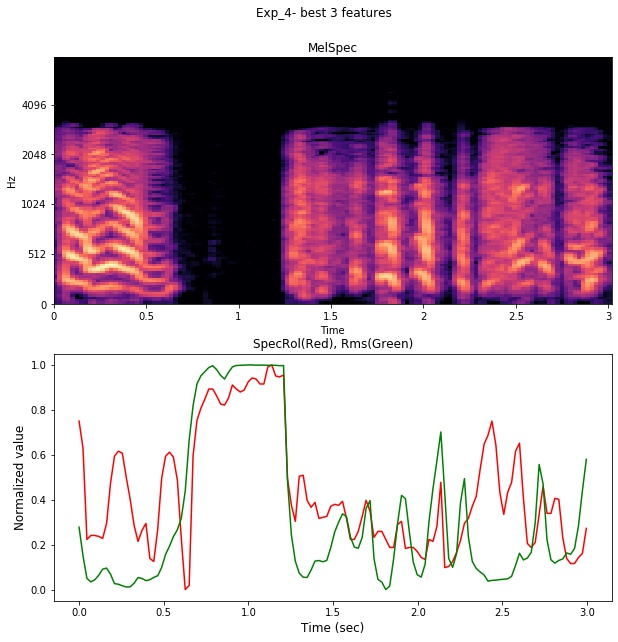 Exp_4- best 3 features
MelSpec
4096
2048
1024
512
0
Hz
0 0.5 1 1.5 2 2.5 3
Time
SpecRol(Red), Rms(Green)
1.0
0.8
0.6
0.4
0.2
0.0
Normalized value
0.0 0.5 1.0 1.5 2.0 2.5 3.0
Time (sec)